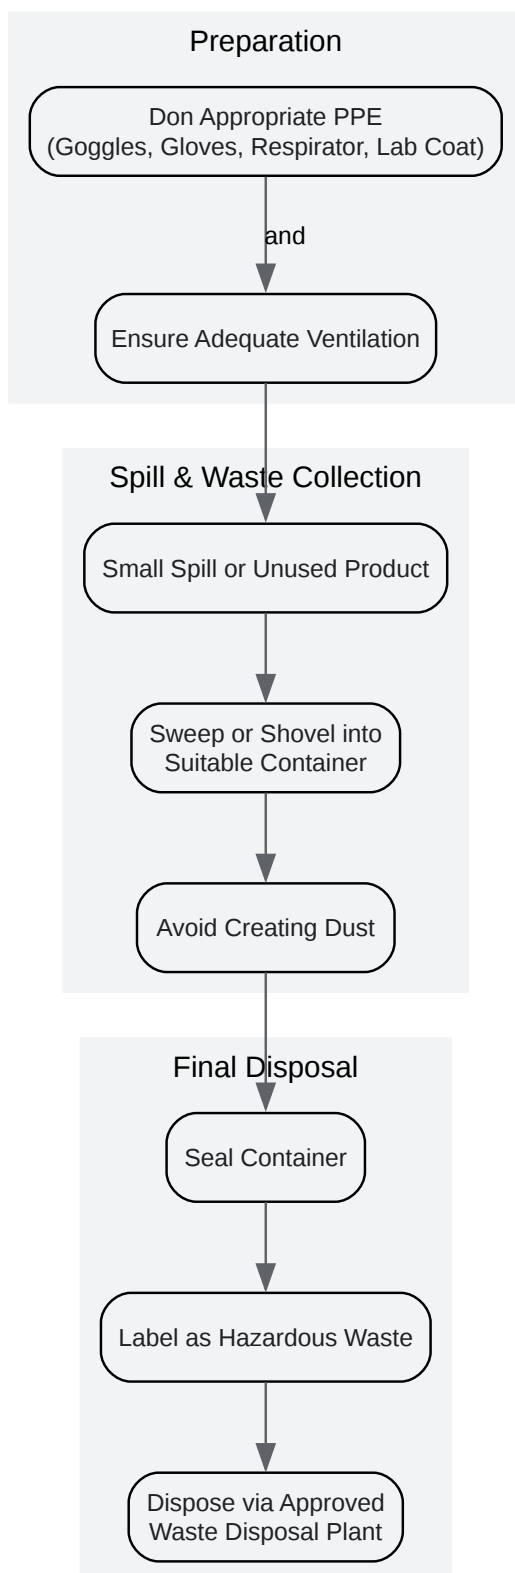 Preparation
Don Appropriate PPE
(Goggles, Gloves, Respirator, Lab Coat)
and
Ensure Adequate Ventilation
Spill & Waste Collection
Small Spill or Unused Product
Sweep or Shovel into
Suitable Container
Avoid Creating Dust
Final Disposal
Seal Container
Label as Hazardous Waste
Dispose via Approved
Waste Disposal Plant